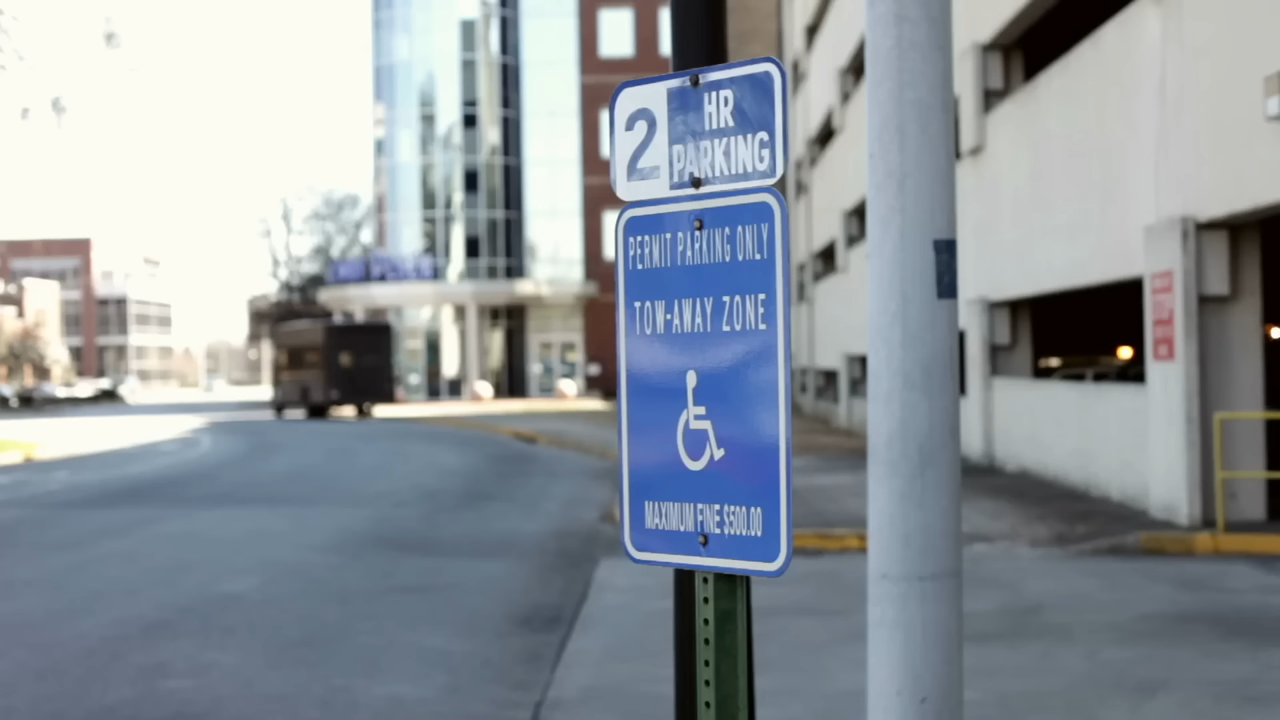 2 HR
PARKING
PERMIT PARKING ONLY
TOW-AWAY ZONE
MAXIMUM FINE $500.00